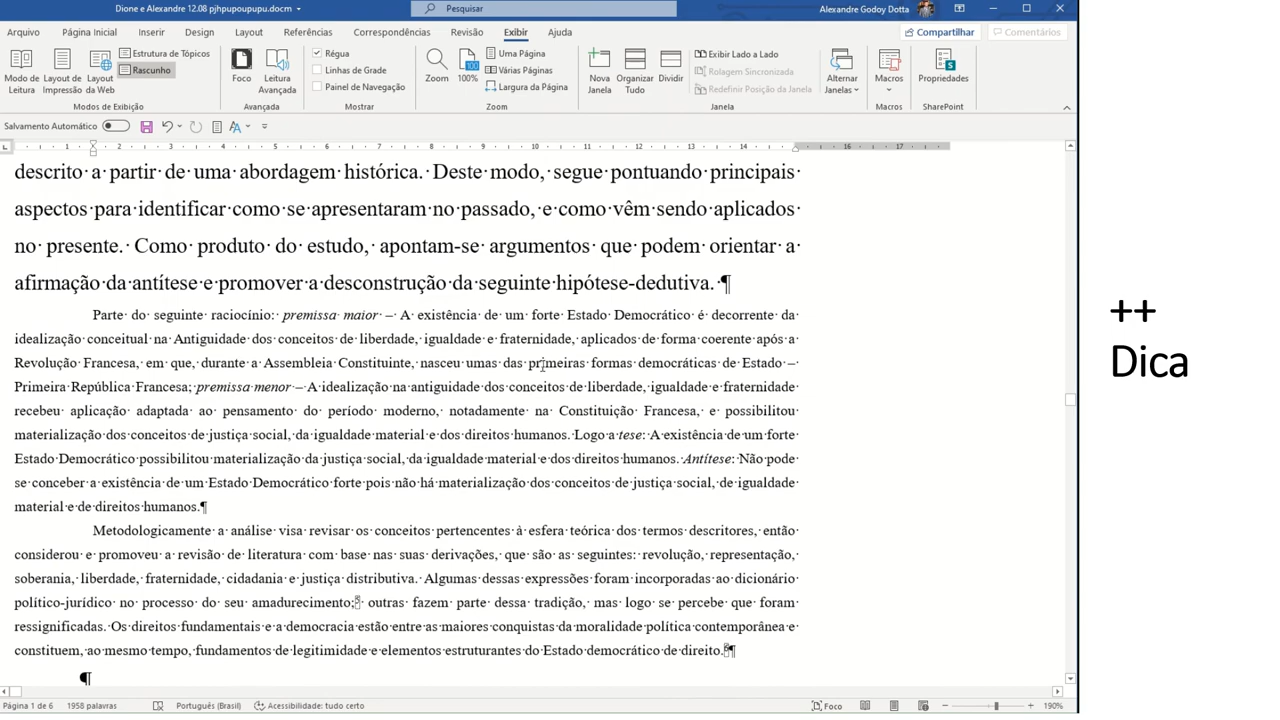 Dione e Alexandre 12.08 pjhpupoupupu.docm
Pesquisar
Alexandre Godoy Dotta
Arquivo Página Inicial Inserir Design Layout Referências Correspondências Revisão Exibir Ajuda
Compartilhar Comentários
Modo de Leitura
Layout de Impressão
Layout da Web
Estrutura de Tópicos
Rascunho
Modos de Exibição
Foco
Leitura Avançada
Avançada
Régua
Linhas de Grade
Painel de Navegação
Mostrar
Zoom
100%
Uma Página
Várias Páginas
Largura da Página
Zoom
Nova Janela
Organizar Tudo
Dividir
Exibir Lado a Lado
Rolagem Sincronizada
Redefinir Posição da Janela
Alternar Janelas
Janela
Macros
Macros
Propriedades
SharePoint
Salvamento Automático
1 2 3 4 5 6 7 8 9 10 11 12 13 14 16 17
descrito a partir de uma abordagem histórica. Deste modo, segue pontuando principais
aspectos para identificar como se apresentaram no passado, e como vêm sendo aplicados
no presente. Como produto do estudo, apontam-se argumentos que podem orientar a
afirmação da antítese e promover a desconstrução da seguinte hipótese-dedutiva. ¶
Parte do seguinte raciocínio: premissa maior – A existência de um forte Estado Democrático é decorrente da
idealização conceitual na Antiguidade dos conceitos de liberdade, igualdade e fraternidade, aplicados de forma coerente após a
Revolução Francesa, em que, durante a Assembleia Constituinte, nasceu umas das primeiras formas democráticas de Estado –
Primeira República Francesa; premissa menor – A idealização na antiguidade dos conceitos de liberdade, igualdade e fraternidade
recebeu aplicação adaptada ao pensamento do período moderno, notadamente na Constituição Francesa, e possibilitou
materialização dos conceitos de justiça social, da igualdade material e dos direitos humanos. Logo a tese: A existência de um forte
Estado Democrático possibilitou materialização da justiça social, da igualdade material e dos direitos humanos. Antítese: Não pode
se conceber a existência de um Estado Democrático forte pois não há materialização dos conceitos de justiça social, de igualdade
material e de direitos humanos.¶
Metodologicamente a análise visa revisar os conceitos pertencentes à esfera teórica dos termos descritores, então
considerou e promoveu a revisão de literatura com base nas suas derivações, que são as seguintes: revolução, representação,
soberania, liberdade, fraternidade, cidadania e justiça distributiva. Algumas dessas expressões foram incorporadas ao dicionário
político-jurídico no processo do seu amadurecimento; outras fazem parte dessa tradição, mas logo se percebe que foram
ressignificadas. Os direitos fundamentais e a democracia estão entre as maiores conquistas da moralidade política contemporânea e
constituem, ao mesmo tempo, fundamentos de legitimidade e elementos estruturantes do Estado democrático de direito.¶
¶
Página 1 de 6 1958 palavras Português (Brasil) Acessibilidade: tudo certo Foco 190%
++
Dica